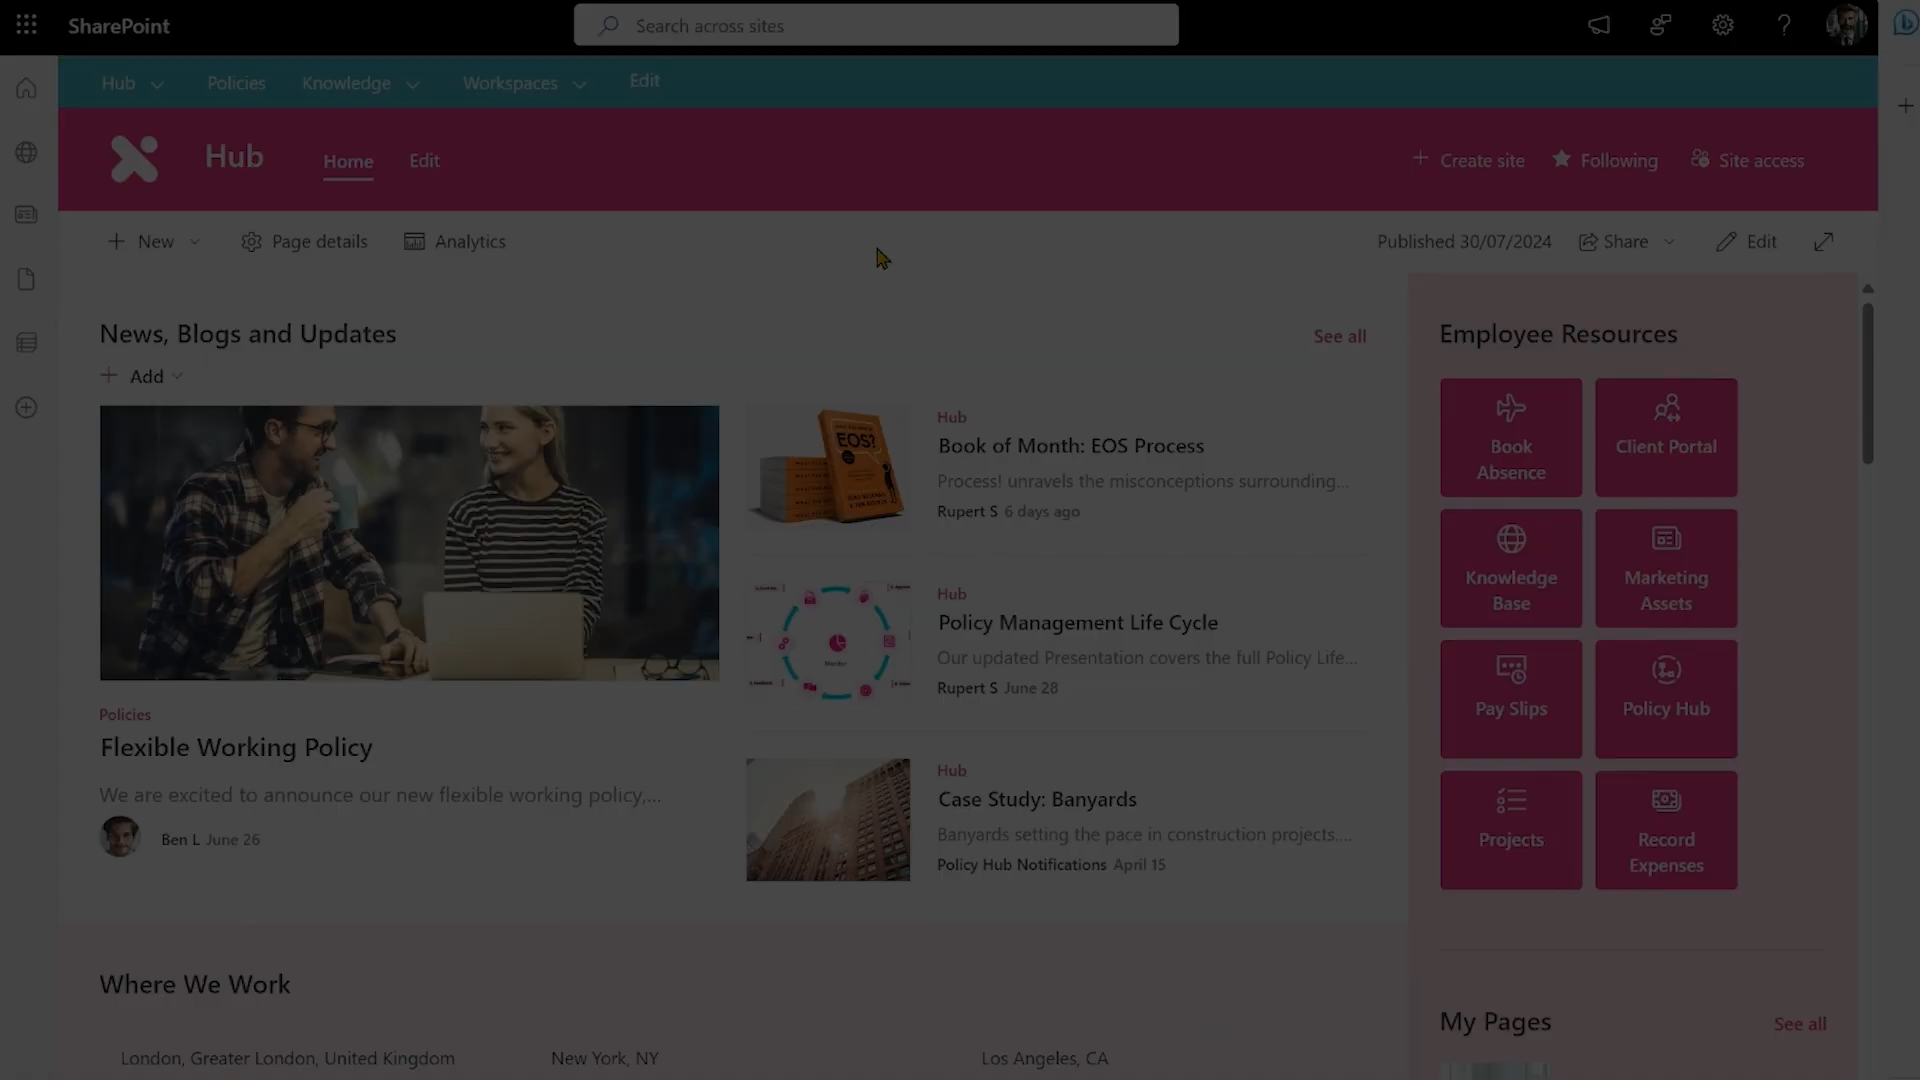 SharePoint
Search across sites
Hub
Policies
Knowledge
Workspaces
Edit
Hub
Home
Edit
Create site
Following
Site access
New
Page details
Analytics
Published 30/07/2024
Share
Edit
News, Blogs and Updates
See all
Add
Policies
Flexible Working Policy
We are excited to announce our new flexible working policy,...
Ben L June 26
EOS?
Hub
Book of Month: EOS Process
Process! unravels the misconceptions surrounding...
Rupert S 6 days ago
Hub
Policy Management Life Cycle
Our updated Presentation covers the full Policy Life...
Rupert S June 28
Hub
Case Study: Banyards
Banyards setting the pace in construction projects....
Policy Hub Notifications April 15
Employee Resources
Book
Absence
Client Portal
Knowledge
Base
Marketing
Assets
Pay Slips
Policy Hub
Projects
Record
Expenses
Where We Work
London, Greater London, United Kingdom
New York, NY
Los Angeles, CA
My Pages
See all